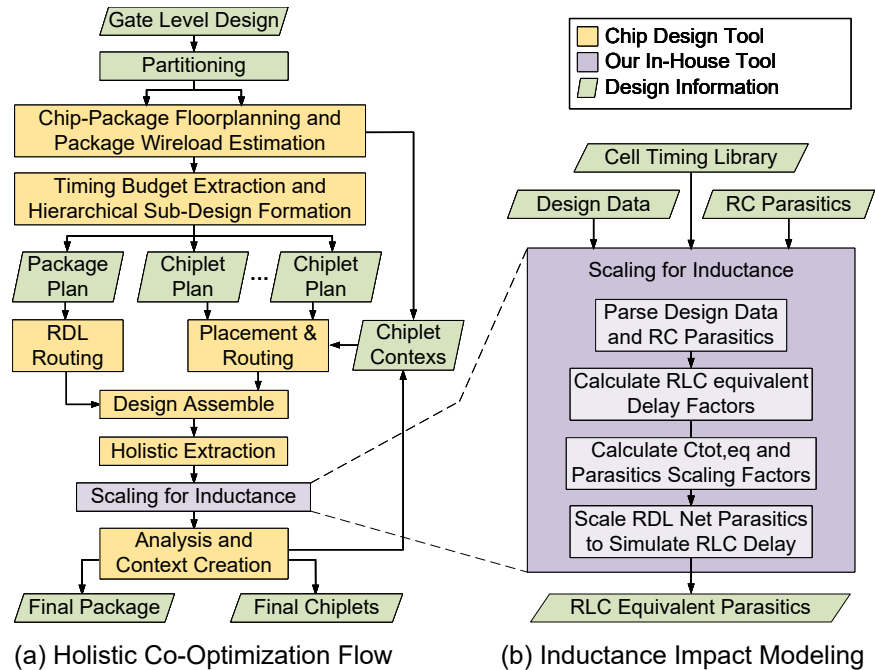 Gate Level Design
Partitioning
Chip-Package Floorplanning and
Package Wireload Estimation
Timing Budget Extraction and
Hierarchical Sub-Design Formation
Package
Plan
Chiplet
Plan
...
Chiplet
Plan
RDL
Routing
Placement &
Routing
Chiplet
Contexs
Design Assemble
Holistic Extraction
Scaling for Inductance
Analysis and
Context Creation
Final Package
Final Chiplets
(a) Holistic Co-Optimization Flow
Chip Design Tool
Our In-House Tool
Design Information
Cell Timing Library
Design Data
RC Parasitics
Scaling for Inductance
Parse Design Data
and RC Parasitics
Calculate RLC equivalent
Delay Factors
Calculate Ctot,eq and
Parasitics Scaling Factors
Scale RDL Net Parasitics
to Simulate RLC Delay
RLC Equivalent Parasitics
(b) Inductance Impact Modeling